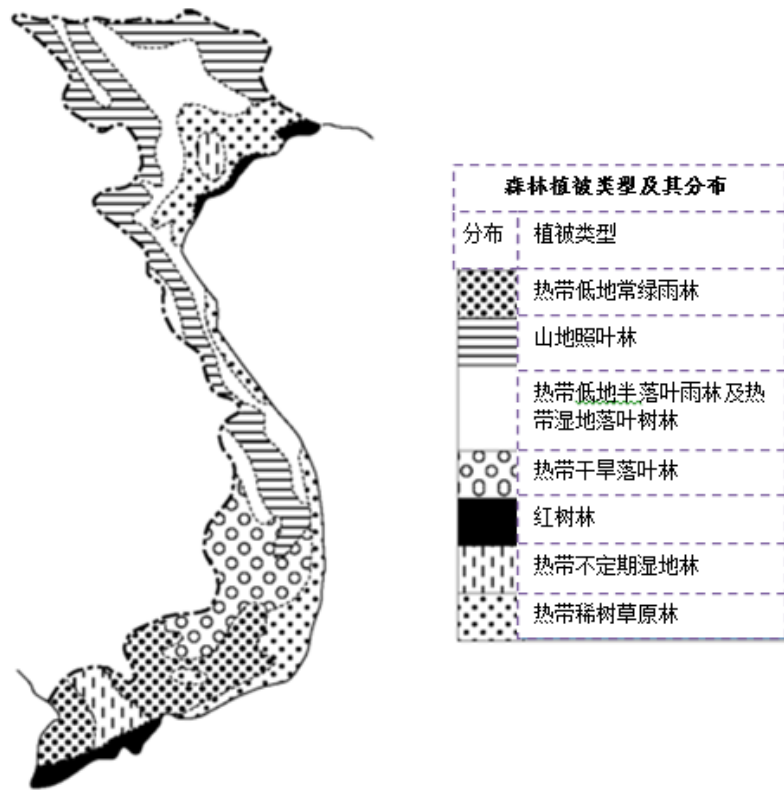 森林植被类型及其分布
分布 植被类型
热带低地常绿雨林
山地照叶林
热带低地半落叶雨林及热
带湿地落叶树林
热带干旱落叶林
红树林
热带不定期湿地林
热带稀树草原林